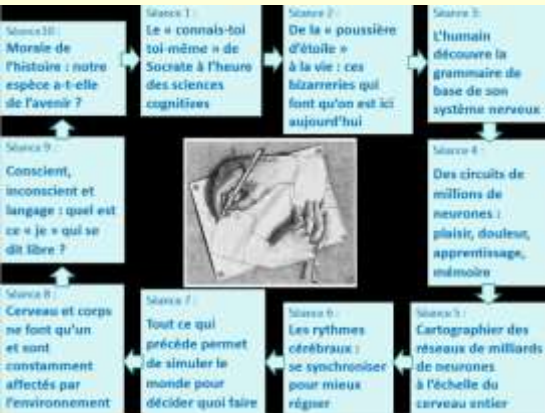 Séance 1 :
Le « connais-toi
toi-même » de
Socrate à l'heure
des sciences
cognitives
Séance 2 :
De la « poussière
d'étoile »
à la vie : ces
bizarreries qui
font qu'on est ici
aujourd'hui
Séance 3:
L'humain
découvre la
grammaire de
base de son
système nerveux
Séance 4 :
Des circuits de
millions de
neurones :
plaisir, douleur,
apprentissage,
mémoire
Séance 5 :
Cartographier des
réseaux de milliards
de neurones
à l'échelle du
cerveau entier
Séance 6 :
Les rythmes
cérébraux :
se synchroniser
pour mieux
régner
Séance 7 :
Tout ce qui
précède permet
de simuler le
monde pour
décider quoi faire
Séance 8 :
Cerveau et corps
ne font qu'un
et sont
constamment
affectés par
l'environnement
Séance 9 :
Conscient,
inconscient et
langage : quel est
ce « je » qui se
dit libre ?
Séance10 :
Morale de
l'histoire : notre
espèce a-t-elle
de l'avenir ?